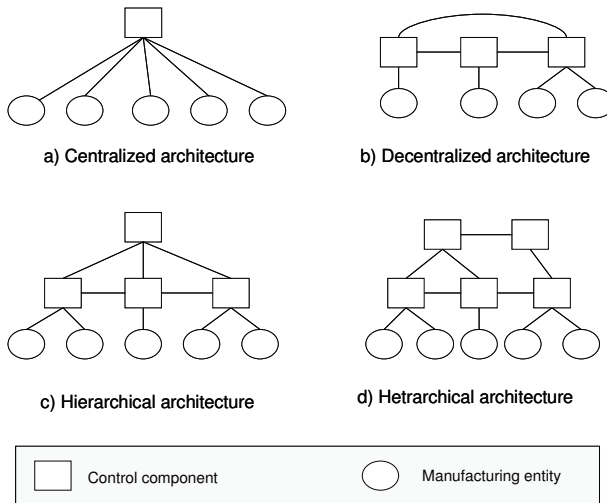 a) Centralized architecture
b) Decentralized architecture
c) Hierarchical architecture
d) Hetrarchical architecture
Control component
Manufacturing entity